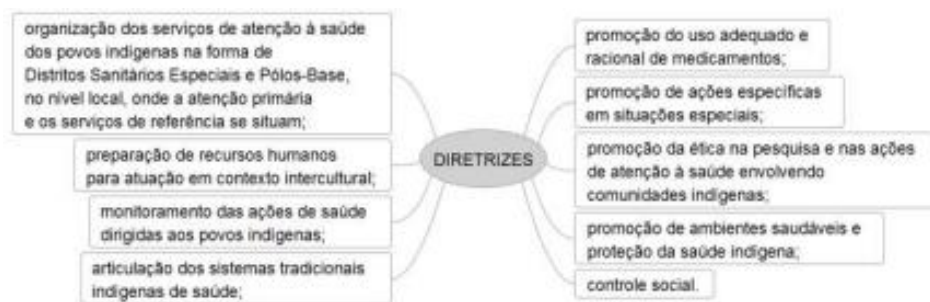 organização dos serviços de atenção à saúde
dos povos indígenas na forma de
Distritos Sanitários Especiais e Pólos-Base,
no nível local, onde a atenção primária
e os serviços de referência se situam;
preparação de recursos humanos
para atuação em contexto intercultural;
monitoramento das ações de saúde
dirigidas aos povos indígenas;
articulação dos sistemas tradicionais
indígenas de saúde;
DIRETRIZES
promoção do uso adequado e
racional de medicamentos;
promoção de ações específicas
em situações especiais;
promoção da ética na pesquisa e nas ações
de atenção à saúde envolvendo
comunidades indígenas;
promoção de ambientes saudáveis e
proteção da saúde indígena;
controle social.